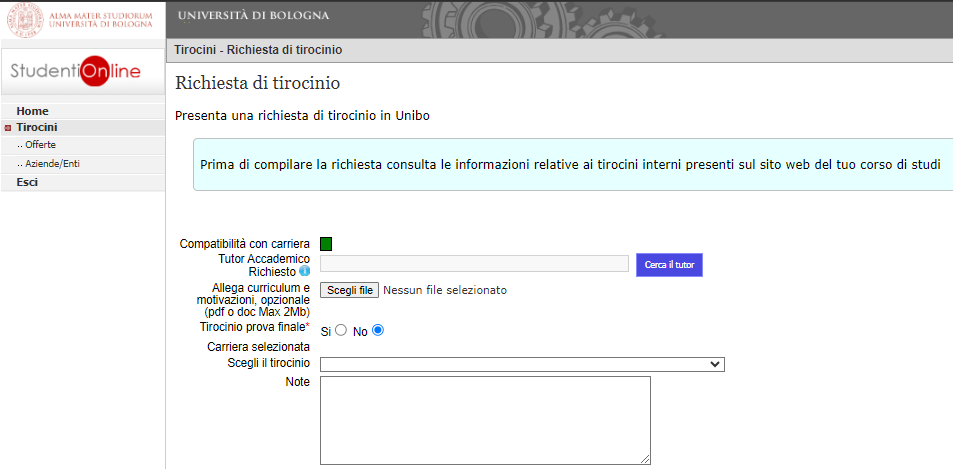 ALMA MATER STUDIORUM
UNIVERSITÀ DI BOLOGNA
UNIVERSITÀ DI BOLOGNA
StudentiOnline
Home
Tirocini
.. Offerte
.. Aziende/Enti
Esci
Tirocini - Richiesta di tirocinio
Richiesta di tirocinio
Presenta una richiesta di tirocinio in Unibo
Prima di compilare la richiesta consulta le informazioni relative ai tirocini interni presenti sul sito web del tuo corso di studi
Compatibilità con carriera
Tutor Accademico
Richiesto
Cerca il tutor
Allega curriculum e
motivazioni, opzionale
(pdf o doc Max 2Mb)
Scegli file Nessun file selezionato
Tirocinio prova finale* Si No
Carriera selezionata
Scegli il tirocinio
Note